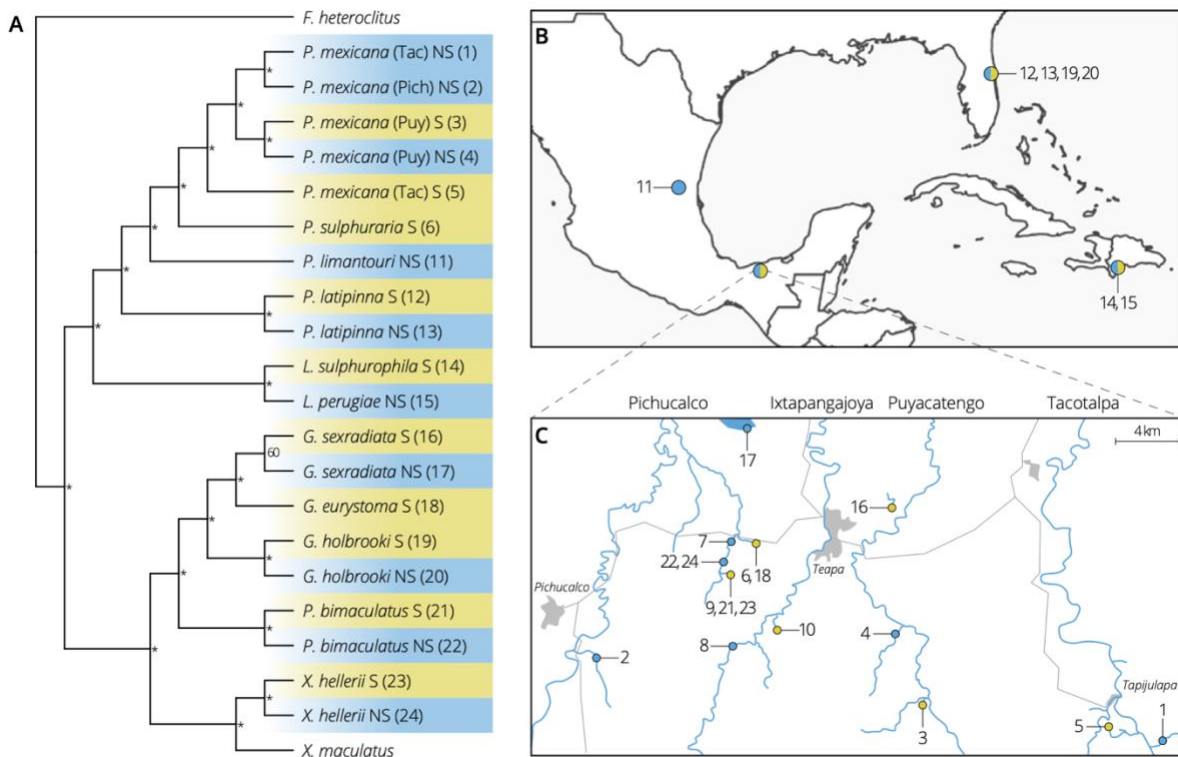 A
F. heteroclitus
P. mexicana (Tac) NS (1)
P. mexicana (Pich) NS (2)
P. mexicana (Puy) S (3)
P. mexicana (Puy) NS (4)
P. mexicana (Tac) S (5)
P. sulphuraria S (6)
P. limantouri NS (11)
P. latipinna S (12)
P. latipinna NS (13)
L. sulphurophila S (14)
L. perugiae NS (15)
G. sexradiata S (16)
G. sexradiata NS (17)
G. eurystoma S (18)
G. holbrooki S (19)
G. holbrooki NS (20)
P. bimaculatus S (21)
P. bimaculatus NS (22)
X. hellerii S (23)
X. hellerii NS (24)
X. maculatus
*
*
*
*
*
*
*
*
*
*
*
60
*
*
*
*
*
*
*
*
*
B
12, 13, 19, 20
11
14, 15
Pichucalco
Ixtapangajoya
Puyacatengo
Tacotalpa
C
4 km
17
16
7
22, 24
6, 18
Teapa
9, 21, 23
Pichucalco
10
4
8
2
3
Tapijulapa
5
1